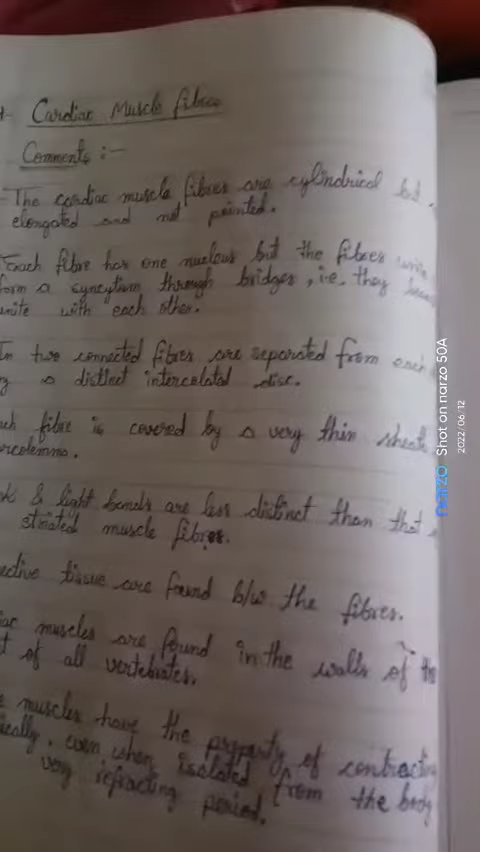 Cardiac Muscle fibres
Comments :-
The cardiac muscle fibres are cylindrical but
elongated and not pointed.
Each fibre has one nucleus but the fibres unite
form a syncytium through bridges, i.e. they
unite with each other.
In two connected fibres are separated from each
a distinct intercalated disc.
fibre is covered by a very thin sheath
& light bands are less distinct than that
striated muscle fibres.
tissue are found b/w the fibres.
muscles are found in the walls of the
of all vertebrates.
muscles have the property of
even when isolated from the body
very refracting period.
narzo Shot on narzo 50A
2022/06/12